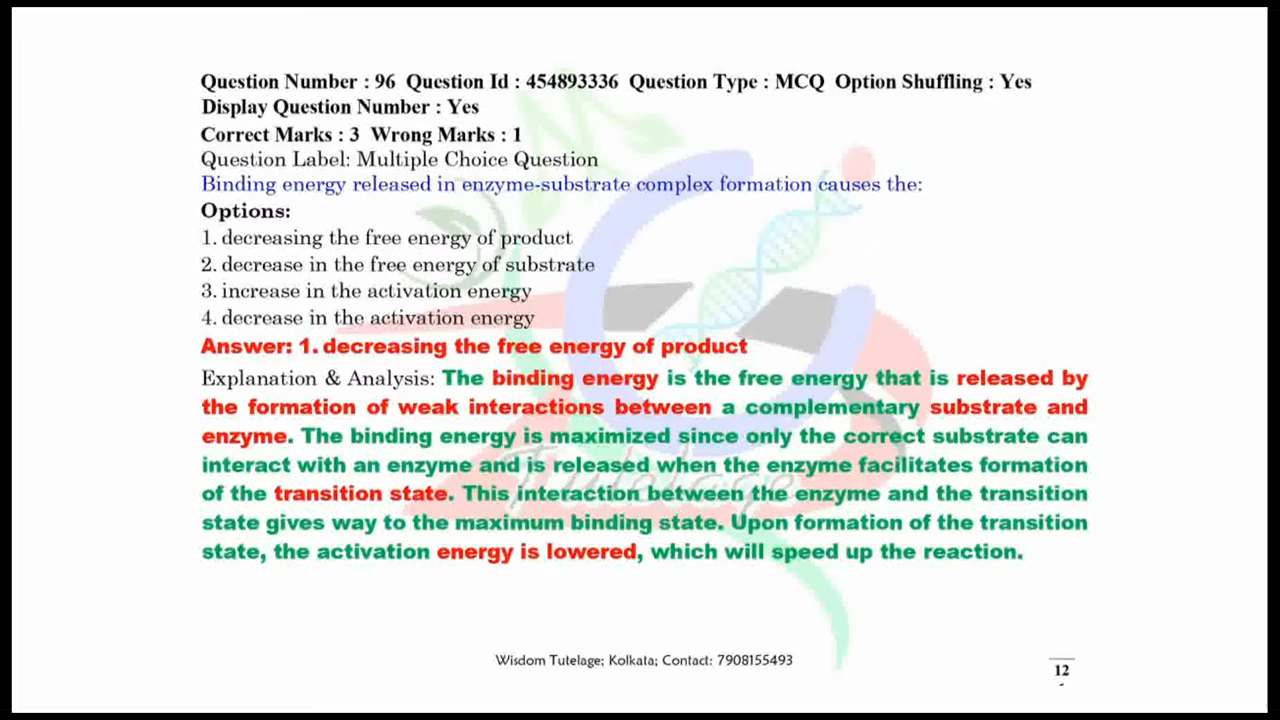 Question Number : 96 Question Id : 454893336 Question Type : MCQ Option Shuffling : Yes
Display Question Number : Yes
Correct Marks : 3 Wrong Marks : 1
Question Label: Multiple Choice Question
Binding energy released in enzyme-substrate complex formation causes the:
Options:
1. decreasing the free energy of product
2. decrease in the free energy of substrate
3. increase in the activation energy
4. decrease in the activation energy
Answer: 1. decreasing the free energy of product
Explanation & Analysis: The binding energy is the free energy that is released by
the formation of weak interactions between a complementary substrate and
enzyme. The binding energy is maximized since only the correct substrate can
interact with an enzyme and is released when the enzyme facilitates formation
of the transition state. This interaction between the enzyme and the transition
state gives way to the maximum binding state. Upon formation of the transition
state, the activation energy is lowered, which will speed up the reaction.
Tutelage
Wisdom Tutelage; Kolkata; Contact: 7908155493
12